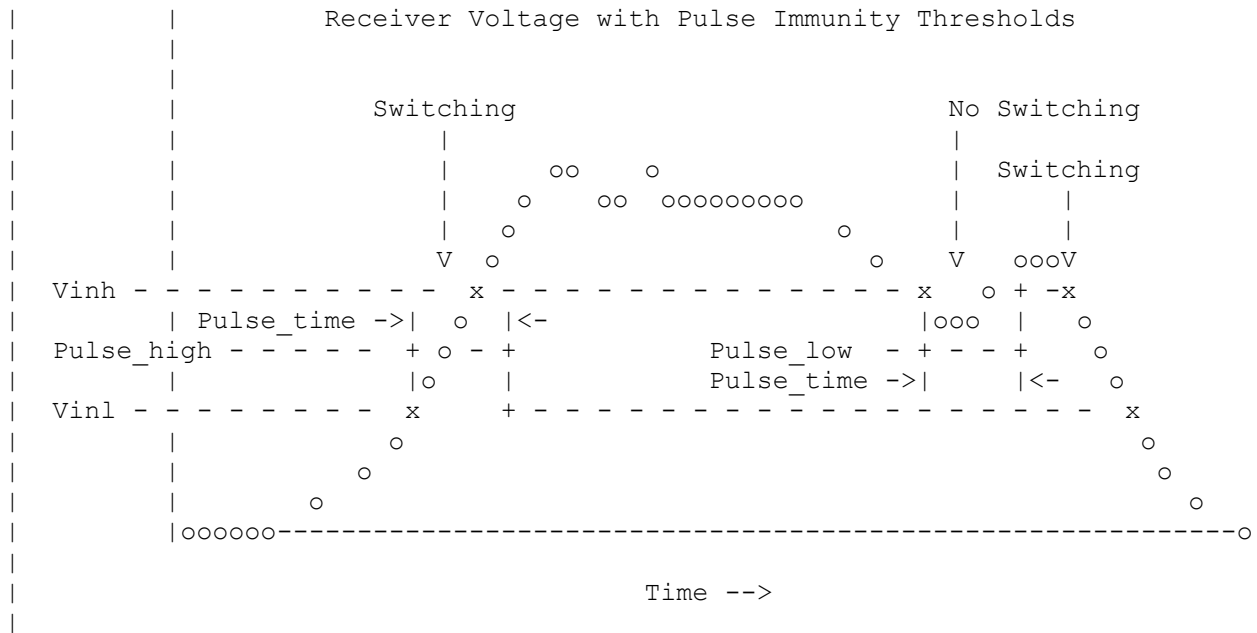 Receiver Voltage with Pulse Immunity Thresholds
Switching No Switching
Switching
Vinh
Pulse_time ->| |<-
Pulse_high Pulse_low
Pulse_time ->| |<-
Vinl
Time -->